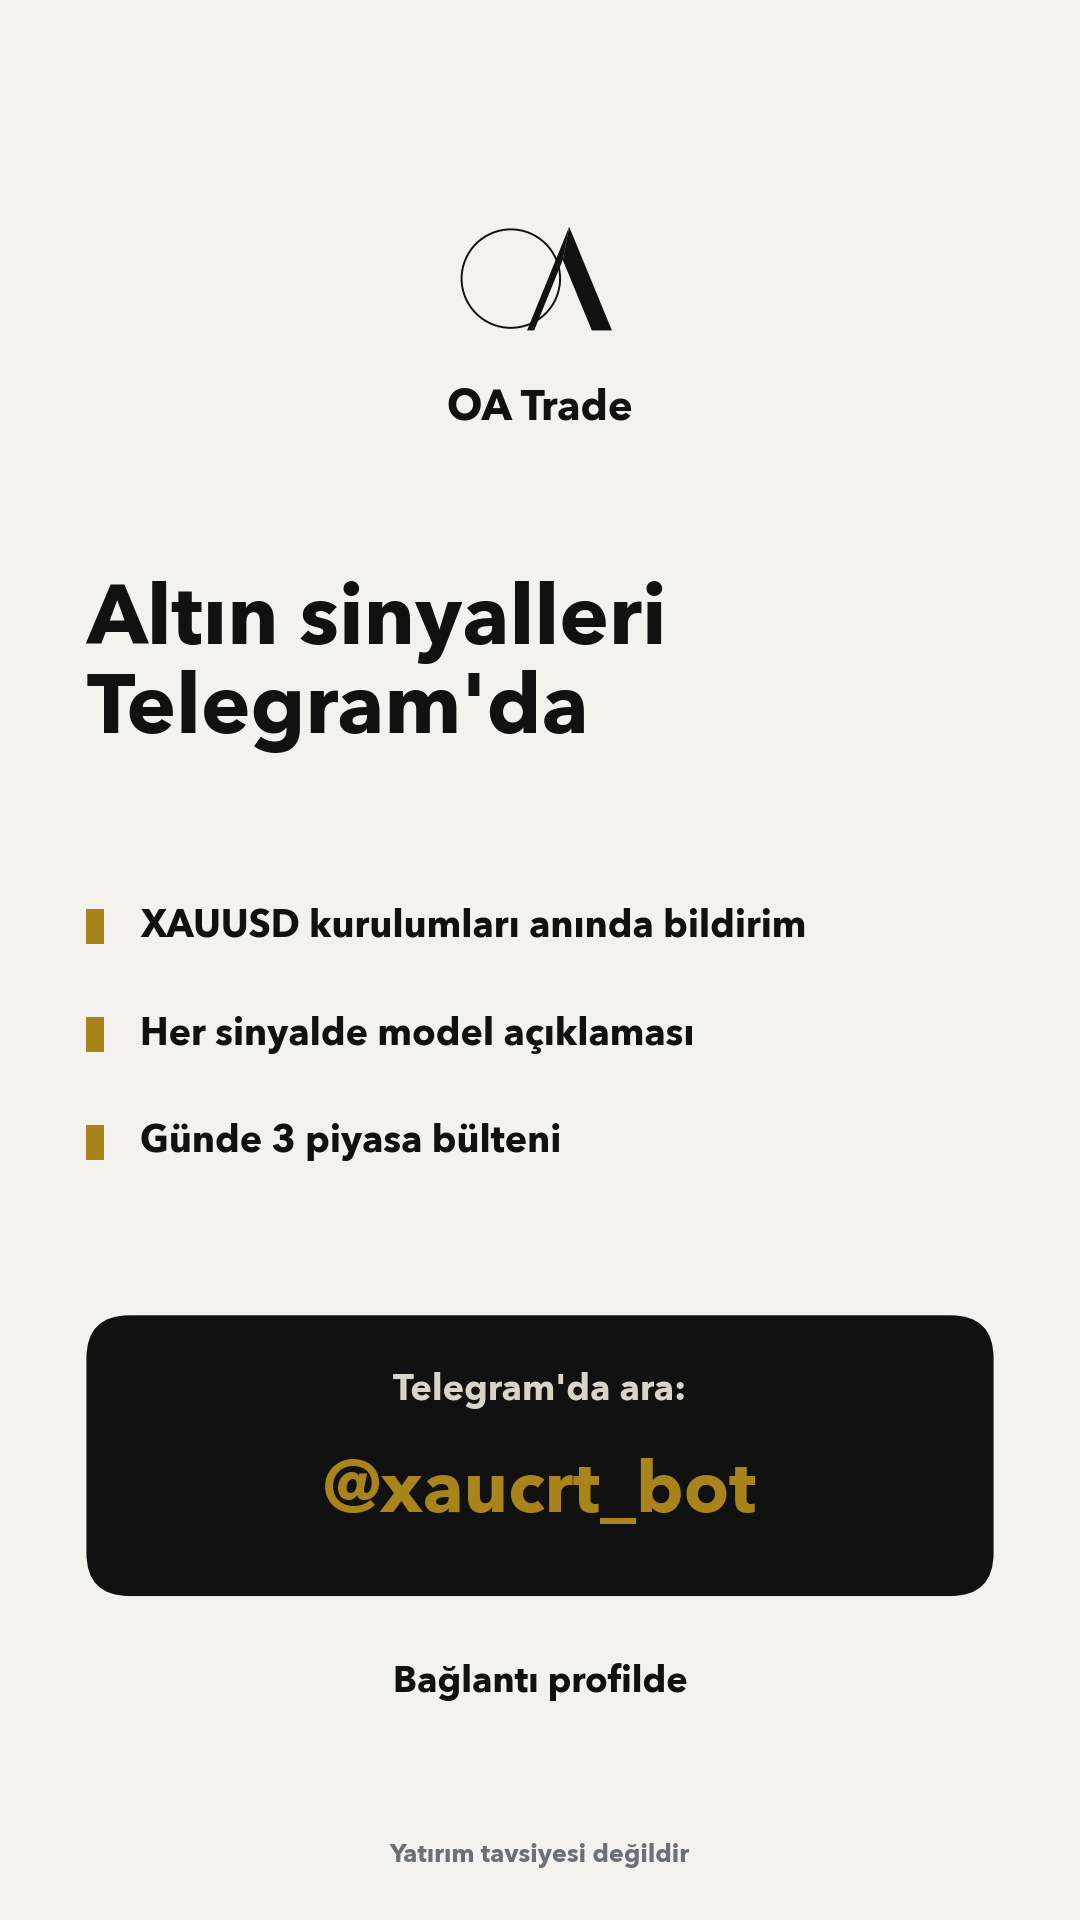 OA
OA Trade
Altın sinyalleri
Telegram'da
XAUUSD kurulumları anında bildirim
Her sinyalde model açıklaması
Günde 3 piyasa bülteni
Telegram'da ara:
@xaucrt_bot
Bağlantı profilde
Yatırım tavsiyesi değildir